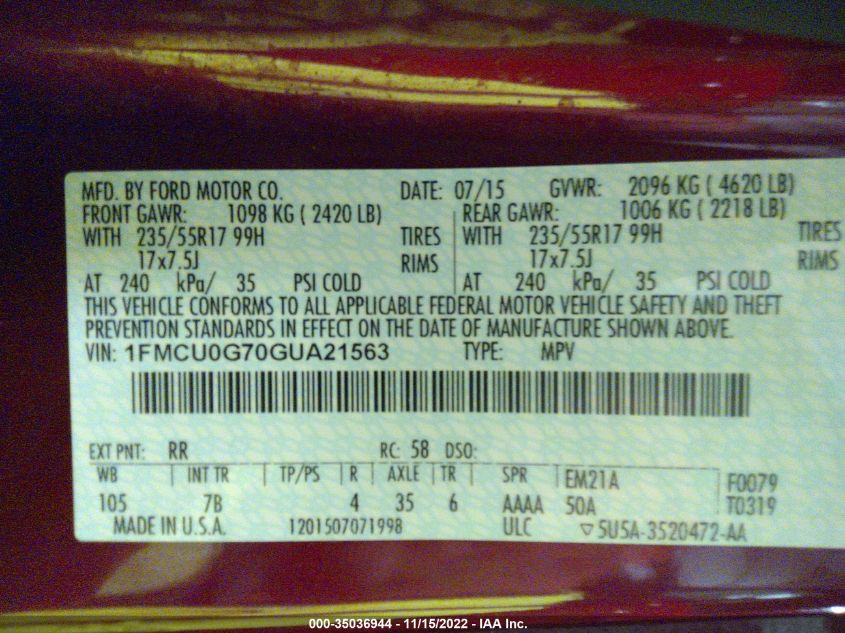 MFD. BY FORD MOTOR CO. DATE: 07/15 GVWR: 2096 KG ( 4620 LB)
FRONT GAWR: 1098 KG ( 2420 LB) REAR GAWR: 1006 KG ( 2218 LB)
WITH 235/55R17 99H TIRES WITH 235/55R17 99H TIRES
17x7.5J RIMS 17x7.5J RIMS
AT 240 kPa/ 35 PSI COLD AT 240 kPa/ 35 PSI COLD
THIS VEHICLE CONFORMS TO ALL APPLICABLE FEDERAL MOTOR VEHICLE SAFETY AND THEFT
PREVENTION STANDARDS IN EFFECT ON THE DATE OF MANUFACTURE SHOWN ABOVE.
VIN: 1FMCU0G70GUA21563 TYPE: MPV
EXT PNT: RR RC: 58 DSO:
WB INT TR TP/PS R AXLE TR SPR EM21A F0079
105 7B 4 35 6 AAAA 50A T0319
MADE IN U.S.A. 1201507071998 ULC ▽5U5A-3520472-AA
000-35036944 - 11/15/2022 - IAA Inc.